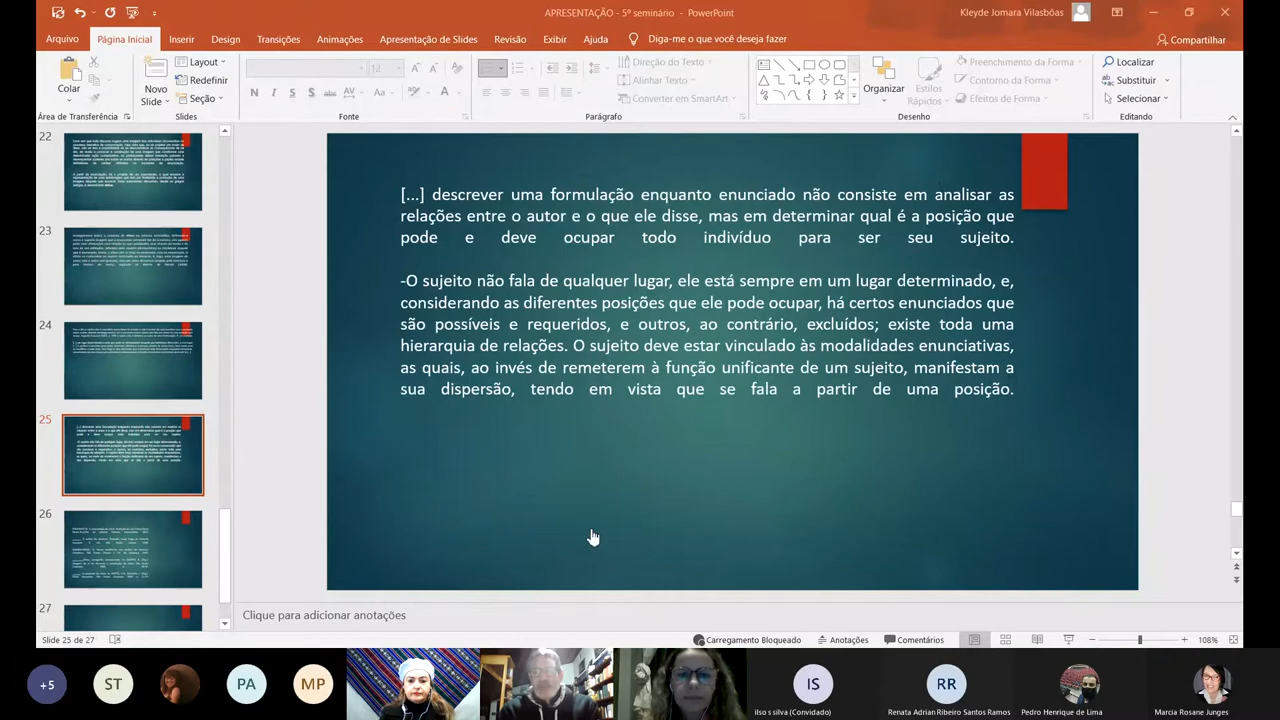 APRESENTAÇÃO - 5º seminário - PowerPoint
Kleyde Jomara Vilasbôas
Arquivo Página Inicial Inserir Design Transições Animações Apresentação de Slides Revisão Exibir Ajuda Diga-me o que você deseja fazer Compartilhar
Colar
Novo Slide
Layout
Redefinir
Seção
12
N I S S abc AV Aa A
Direção do Texto
Alinhar Texto
Converter em SmartArt
Organizar
Estilos Rápidos
Preenchimento da Forma
Contorno da Forma
Efeitos de Forma
Localizar
Substituir
Selecionar
Área de Transferência Slides Fonte Parágrafo Desenho Editando
22
23
24
25
26
27
[...] descrever uma formulação enquanto enunciado não consiste em analisar as
relações entre o autor e o que ele disse, mas em determinar qual é a posição que
pode e deve ocupar todo indivíduo para ser seu sujeito.
-O sujeito não fala de qualquer lugar, ele está sempre em um lugar determinado, e,
considerando as diferentes posições que ele pode ocupar, há certos enunciados que
são possíveis e requeridos, e outros, ao contrário, excluídos; existe toda uma
hierarquia de relações. O sujeito deve estar vinculado às modalidades enunciativas,
as quais, ao invés de remeterem à função unificante de um sujeito, manifestam a
sua dispersão, tendo em vista que se fala a partir de uma posição.
Clique para adicionar anotações
Slide 25 de 27
Carregamento Bloqueado Anotações Comentários 108%
+5 ST PA MP IS RR
ilso s silva (Convidado) Renata Adrian Ribeiro Santos Ramos Pedro Henrique de Lima Marcia Rosane Junges